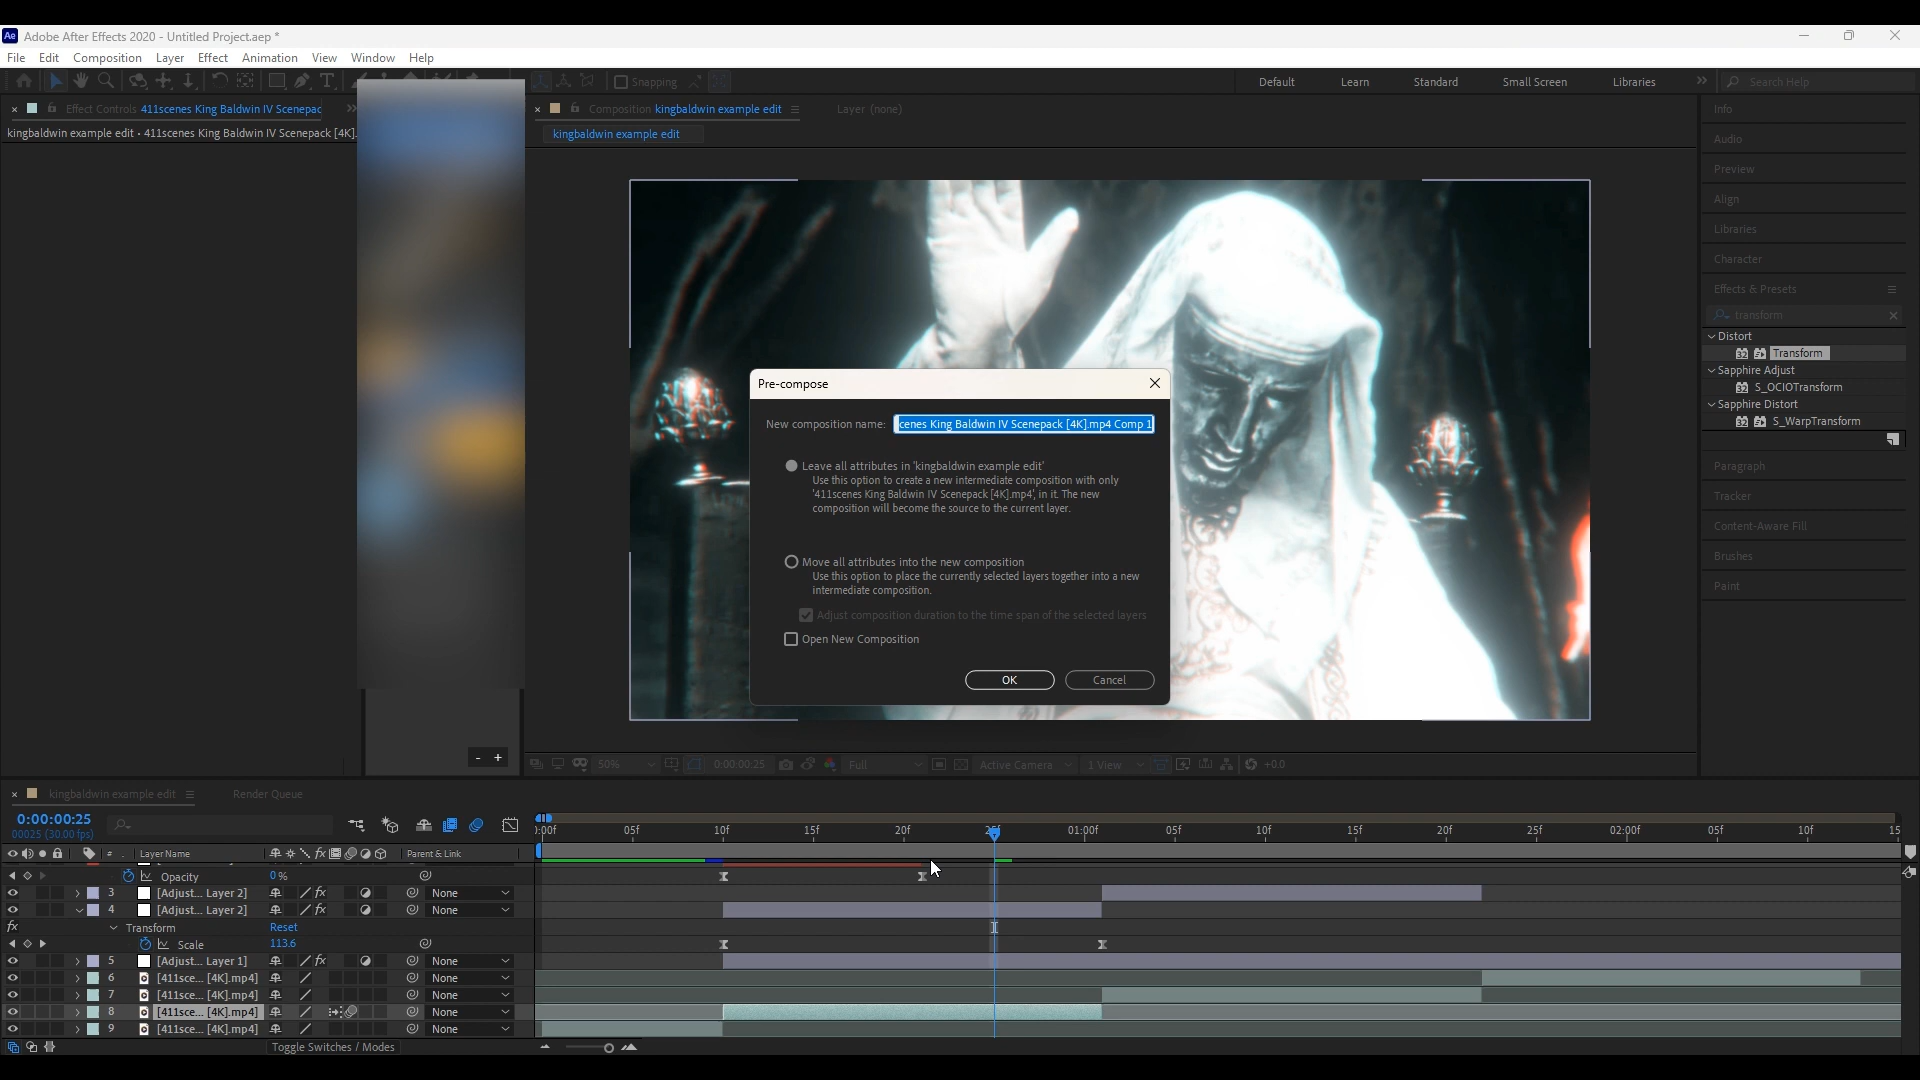 Ae Adobe After Effects 2020 - Untitled Project.aep *
File Edit Composition Layer Effect Animation View Window Help
Snapping
Default Learn Standard Small Screen Libraries Search Help
Effect Controls 411scenes King Baldwin IV Scenepac
kingbaldwin example edit • 411scenes King Baldwin IV Scenepack [4K].
Composition kingbaldwin example edit
Layer (none)
kingbaldwin example edit
Info
Audio
Preview
Align
Libraries
Character
Effects & Presets
transform
Distort
32 Transform
Sapphire Adjust
32 S_OCIOTransform
Sapphire Distort
32 S_WarpTransform
Paragraph
Tracker
Content-Aware Fill
Brushes
Paint
Pre-compose
New composition name: cenes King Baldwin IV Scenepack [4K].mp4 Comp 1
Leave all attributes in 'kingbaldwin example edit'
Use this option to create a new intermediate composition with only
'411scenes King Baldwin IV Scenepack [4K].mp4', in it. The new
composition will become the source to the current layer.
Move all attributes into the new composition
Use this option to place the currently selected layers together into a new
intermediate composition.
Adjust composition duration to the time span of the selected layers
Open New Composition
OK Cancel
- +
50% 0:00:00:25 Full Active Camera 1 View +0.0
kingbaldwin example edit Render Queue
0:00:00:25
00025 (30.00 fps)
:00f 05f 10f 15f 20f 25f 01:00f 05f 10f 15f 20f 25f 02:00f 05f 10f 15
# Layer Name fx Parent & Link
Opacity 0 %
3 [Adjust... Layer 2] fx None
4 [Adjust... Layer 2] fx None
fx Transform Reset
Scale 113.6
5 [Adjust... Layer 1] fx None
6 [411sce... [4K].mp4] None
7 [411sce... [4K].mp4] None
8 [411sce... [4K].mp4] None
9 [411sce... [4K].mp4] None
Toggle Switches / Modes